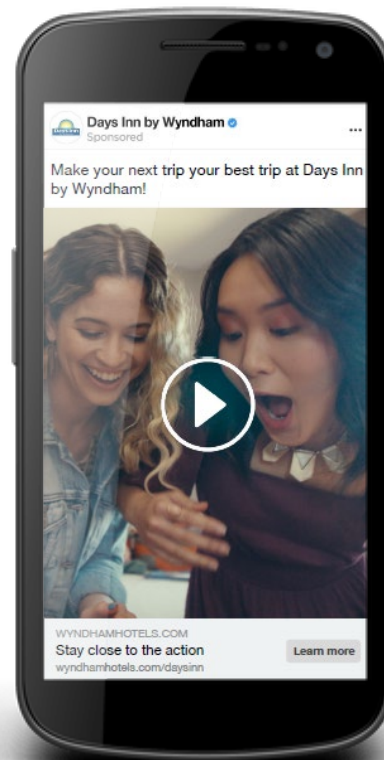 Days Inn by Wyndham
Sponsored
Make your next trip your best trip at Days Inn
by Wyndham!
WYNDHAMHOTELS.COM
Stay close to the action
Learn more
wyndhamhotels.com/daysinn